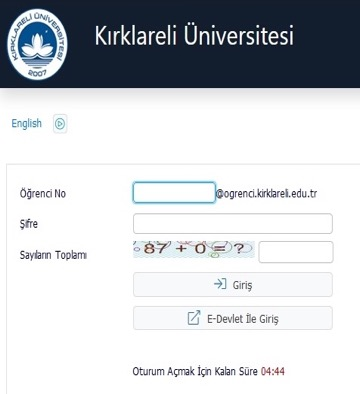 KIRKLARELİ ÜNİVERSİTESİ
2007
Kırklareli Üniversitesi
English
Öğrenci No @ogrenci.kirklareli.edu.tr
Şifre
Sayıların Toplamı 87 + 0 = ?
Giriş
E-Devlet İle Giriş
Oturum Açmak İçin Kalan Süre 04:44